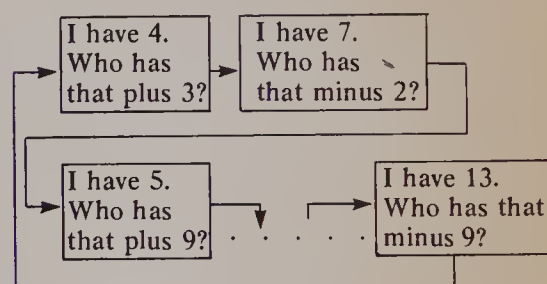 I have 4.
Who has
that plus 3?
I have 7.
Who has
that minus 2?
I have 5.
Who has
that plus 9?
. . . . .
I have 13.
Who has that
minus 9?